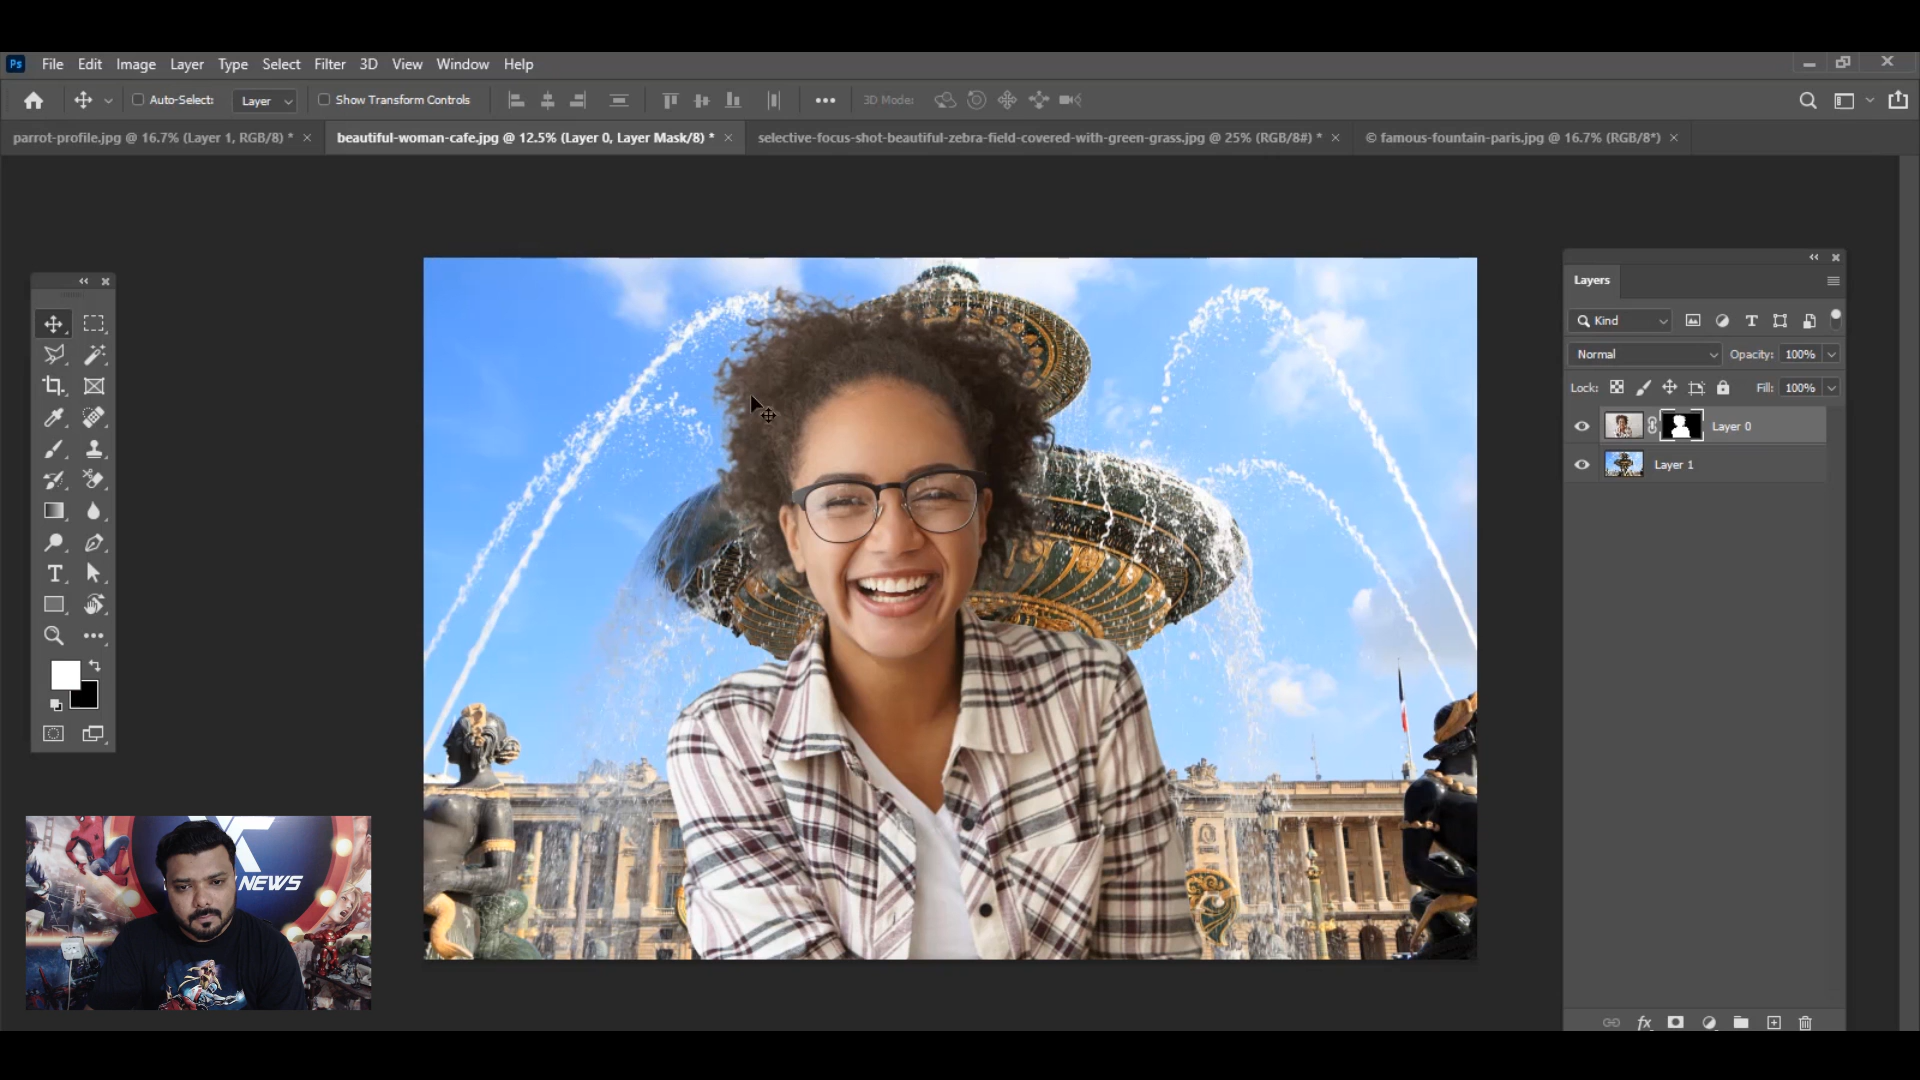 Ps File Edit Image Layer Type Select Filter 3D View Window Help
Auto-Select: Layer Show Transform Controls 3D Mode:
parrot-profile.jpg @ 16.7% (Layer 1, RGB/8) * beautiful-woman-cafe.jpg @ 12.5% (Layer 0, Layer Mask/8) * selective-focus-shot-beautiful-zebra-field-covered-with-green-grass.jpg @ 25% (RGB/8#) * © famous-fountain-paris.jpg @ 16.7% (RGB/8*)
Layers
Kind
Normal Opacity: 100%
Lock: Fill: 100%
Layer 0
Layer 1
NEWS
fx